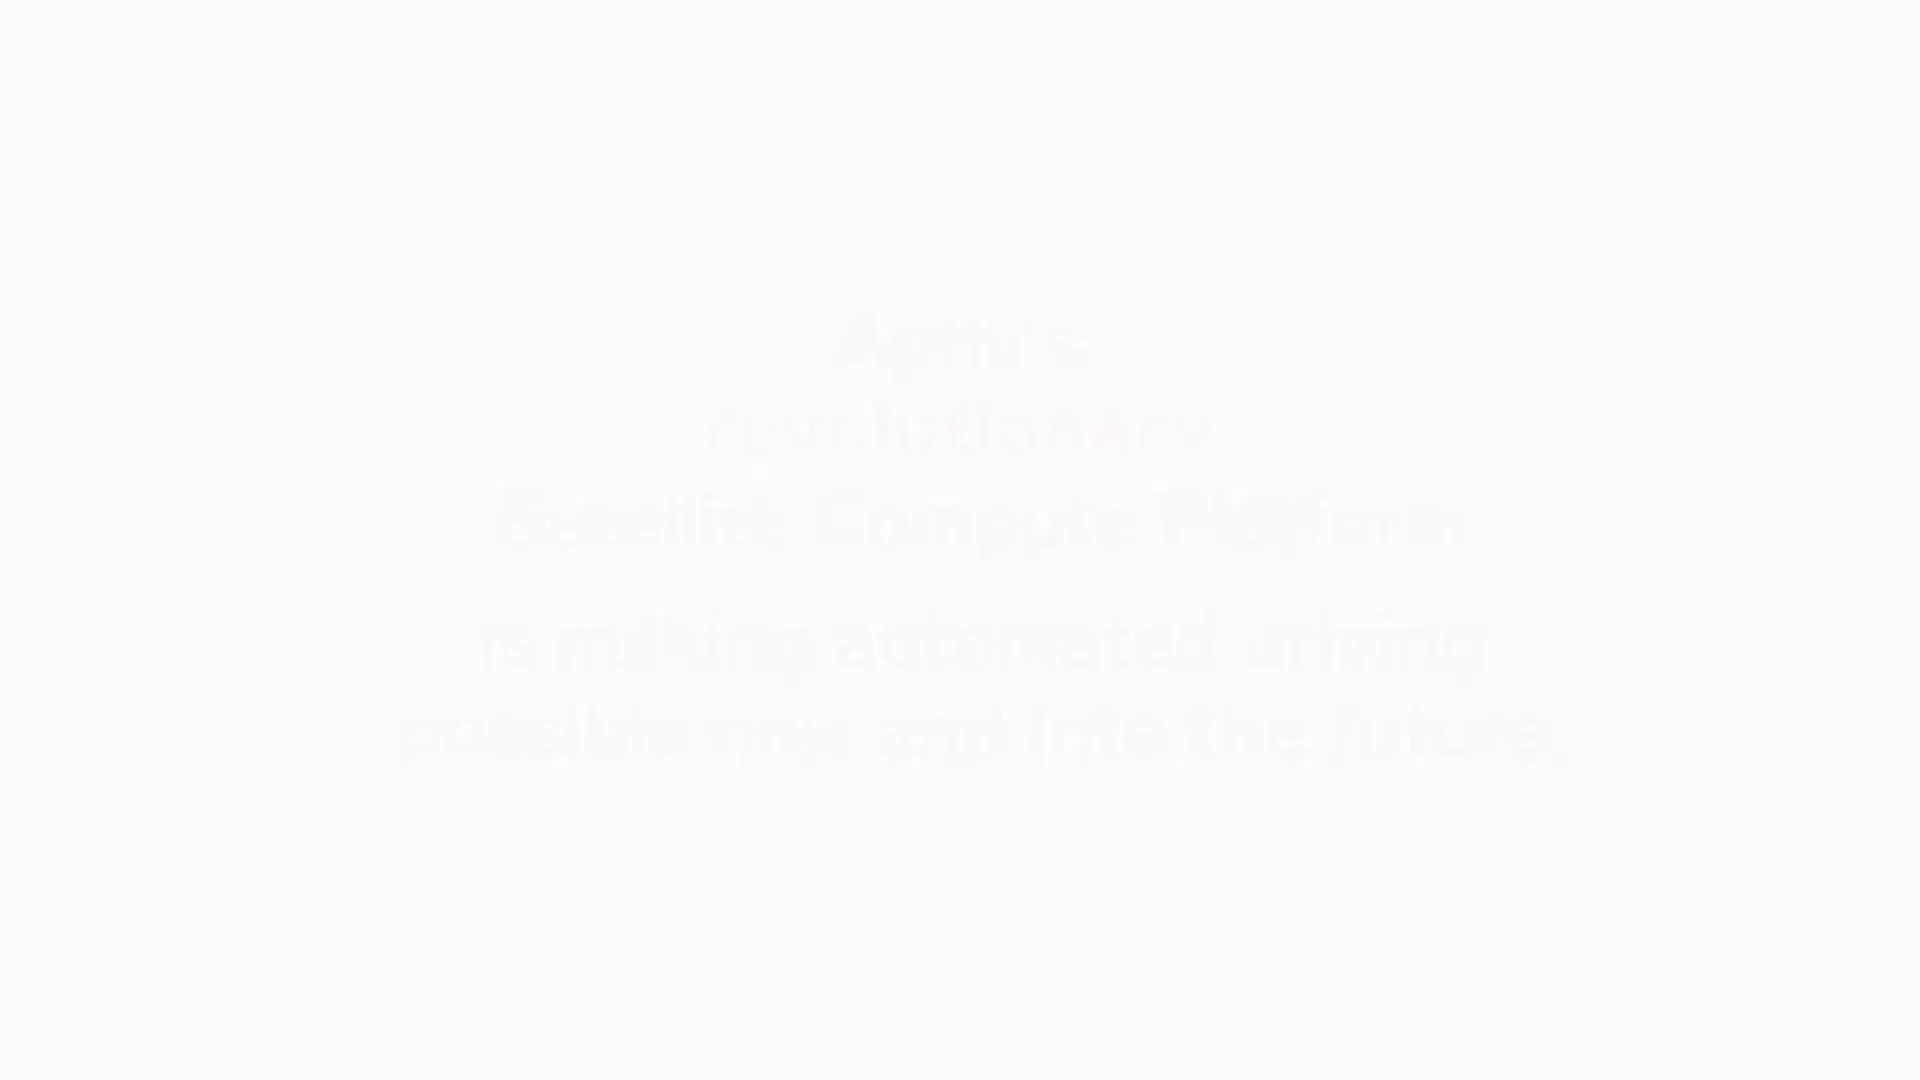 Aptiv's
revolutionary
Satellite Compute Platform
is making automated driving
possible now and into the future.